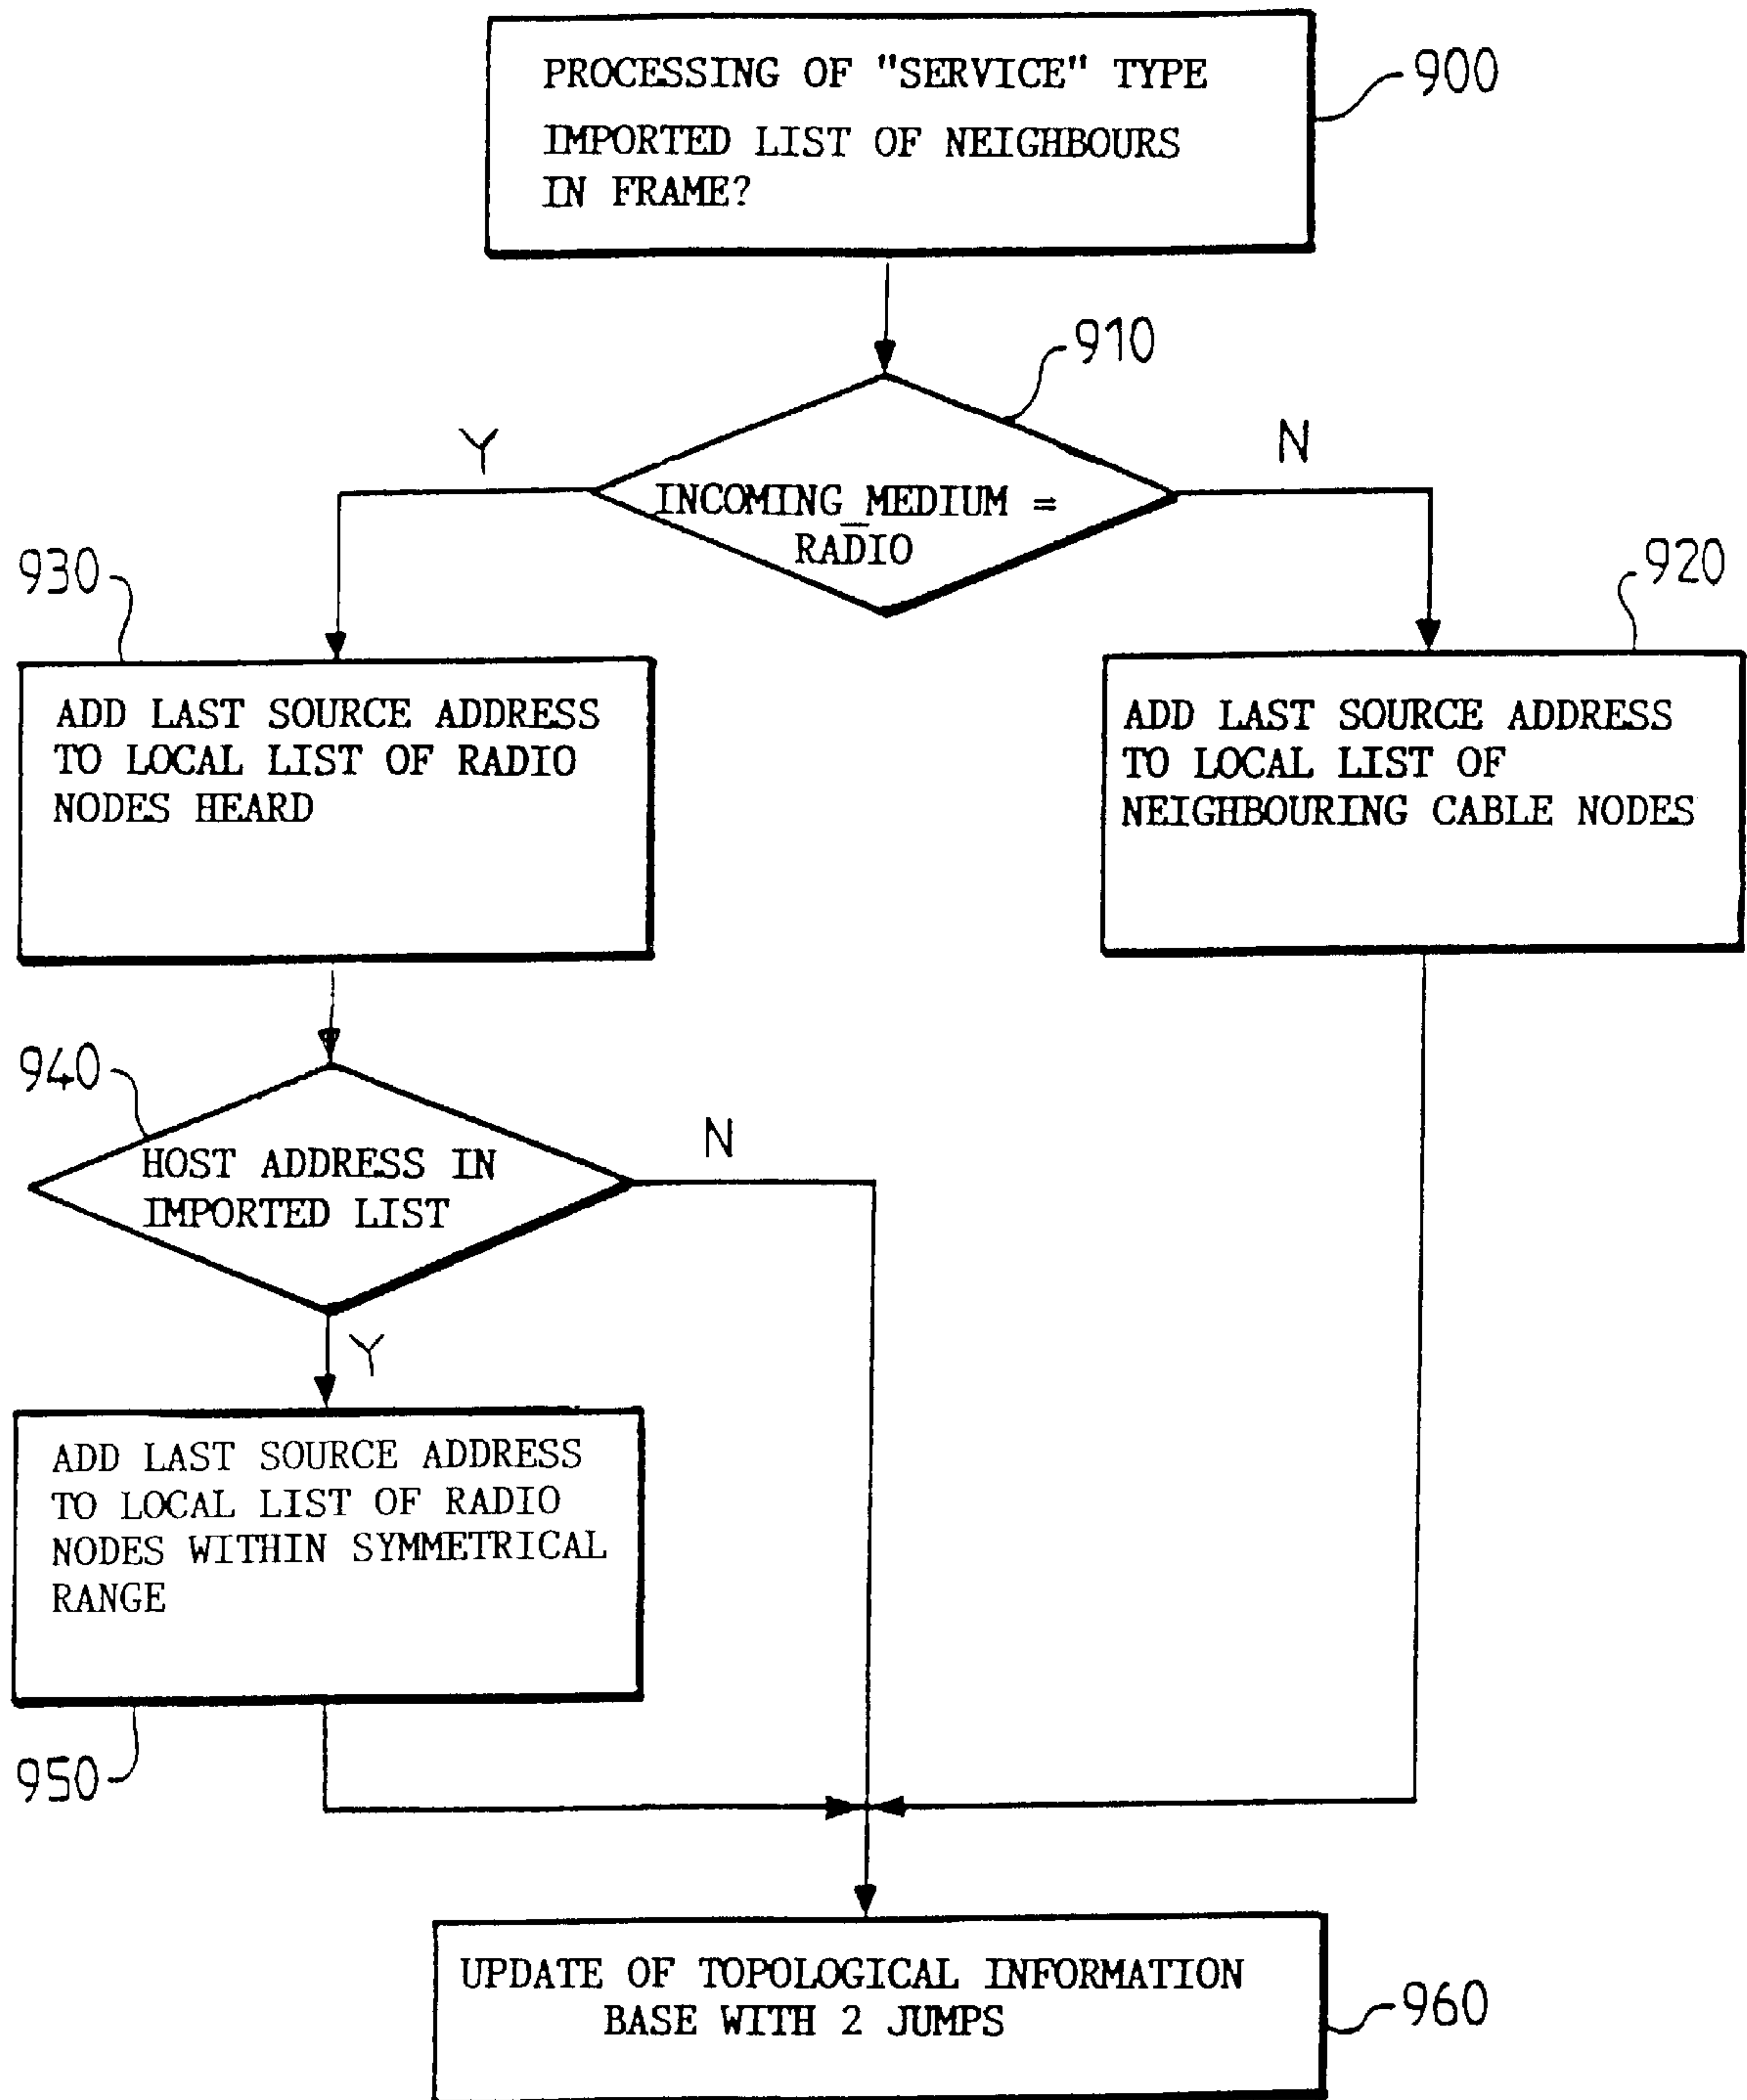 PROCESSING OF "SERVICE" TYPE
IMPORTED LIST OF NEIGHBOURS
IN FRAME?
900
910
Y
N
INCOMING_MEDIUM =
RADIO
930
920
ADD LAST SOURCE ADDRESS
TO LOCAL LIST OF RADIO
NODES HEARD
ADD LAST SOURCE ADDRESS
TO LOCAL LIST OF
NEIGHBOURING CABLE NODES
940
N
HOST ADDRESS IN
IMPORTED LIST
Y
ADD LAST SOURCE ADDRESS
TO LOCAL LIST OF RADIO
NODES WITHIN SYMMETRICAL
RANGE
950
UPDATE OF TOPOLOGICAL INFORMATION
BASE WITH 2 JUMPS
960